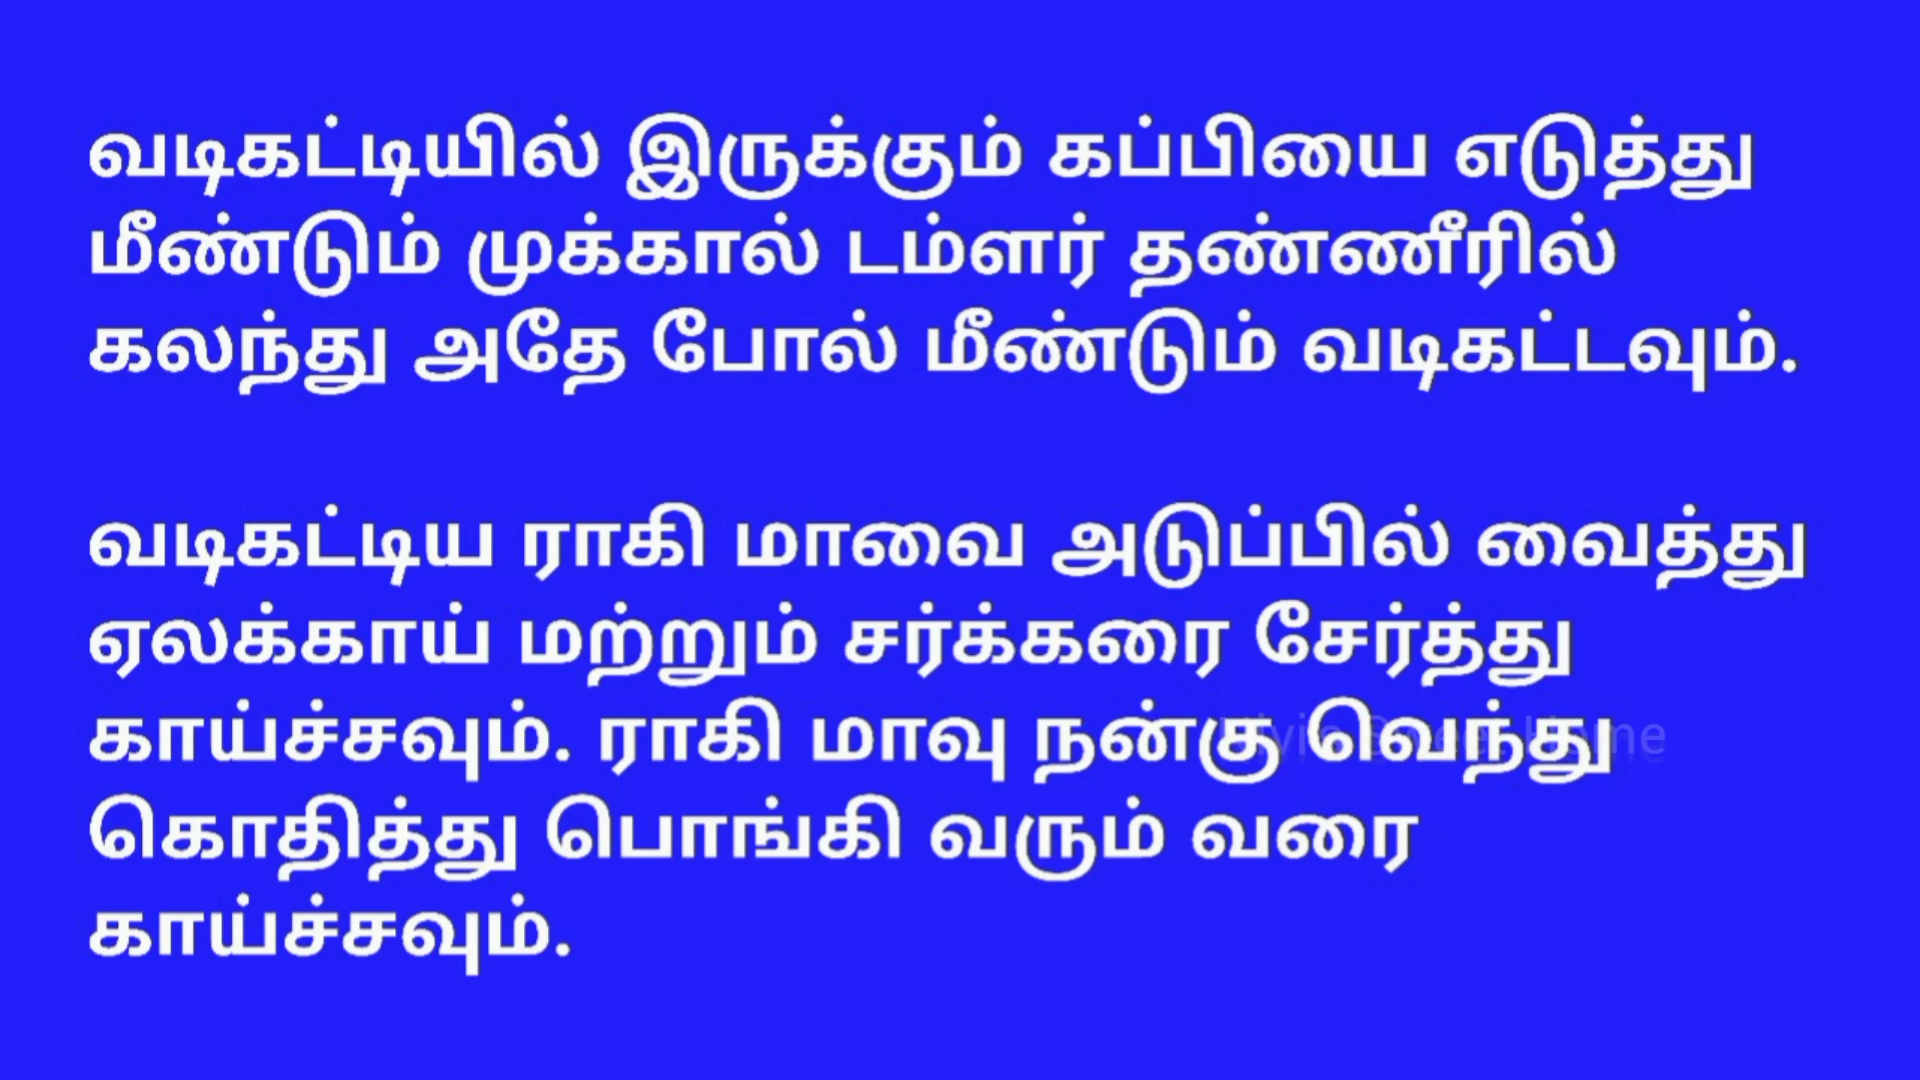 வடிகட்டியில் இருக்கும் கப்பியை எடுத்து
மீண்டும் முக்கால் டம்ளர் தண்ணீரில்
கலந்து அதே போல் மீண்டும் வடிகட்டவும்.
வடிகட்டிய ராகி மாவை அடுப்பில் வைத்து
ஏலக்காய் மற்றும் சர்க்கரை சேர்த்து
காய்ச்சவும். ராகி மாவு நன்கு வெந்து
கொதித்து பொங்கி வரும் வரை
காய்ச்சவும்.